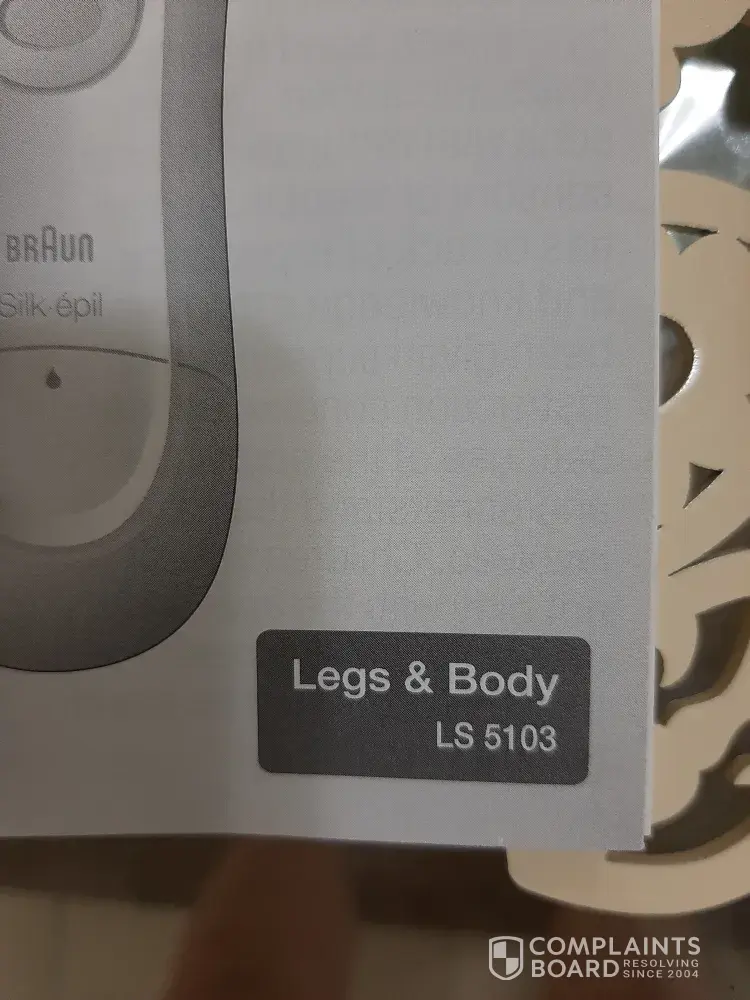 BRAUN
Silk·épil
Legs & Body
LS 5103
COMPLAINTS
BOARD RESOLVING
SINCE 2004